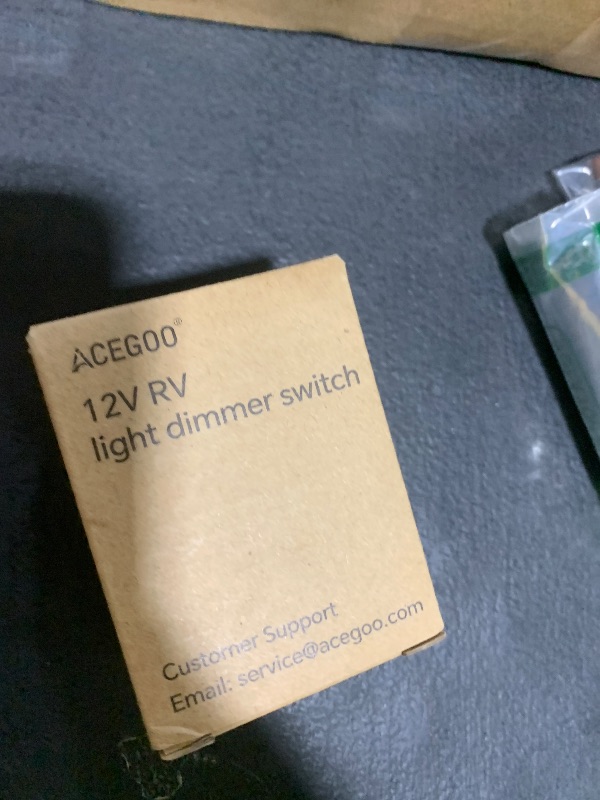 ACEGOO®
12V RV
light dimmer switch
Customer Support
Email: service@acegoo.com